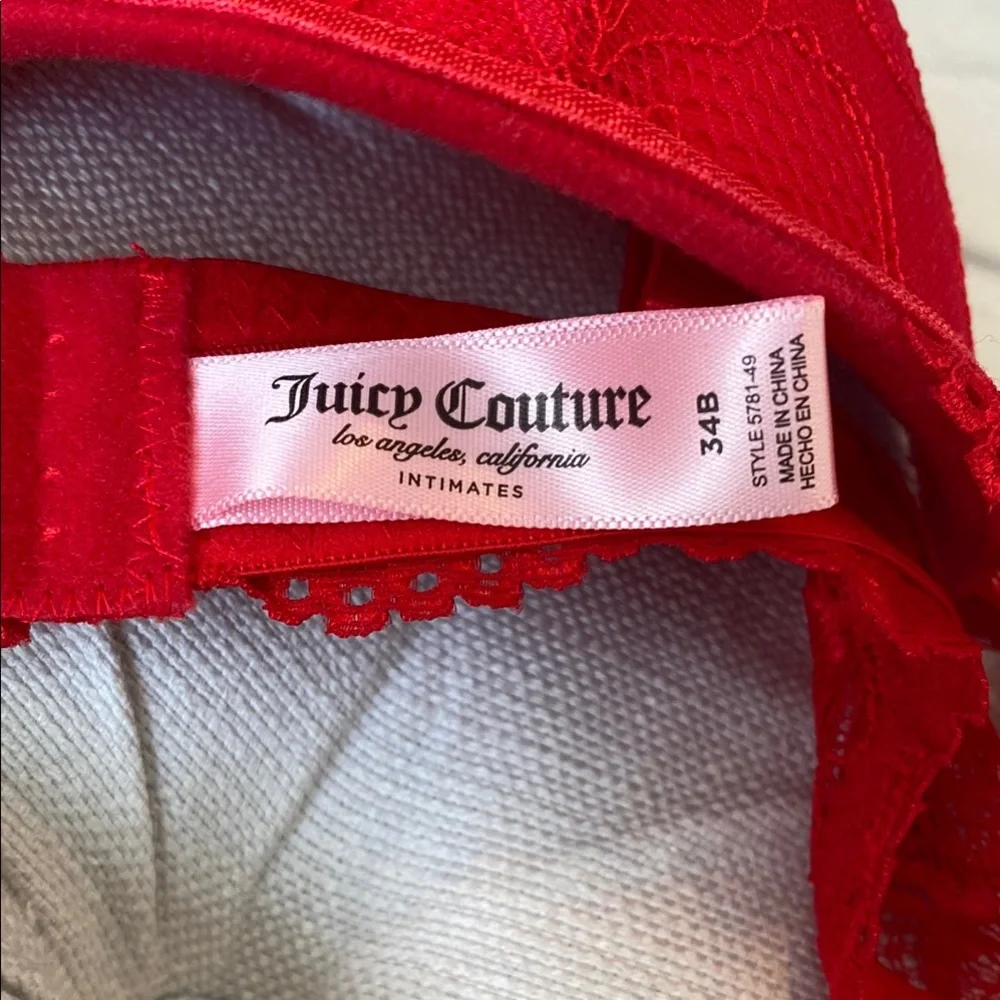 Juicy Couture
los angeles, california
INTIMATES
34B
STYLE 5781-49
MADE IN CHINA
HECHO EN CHINA